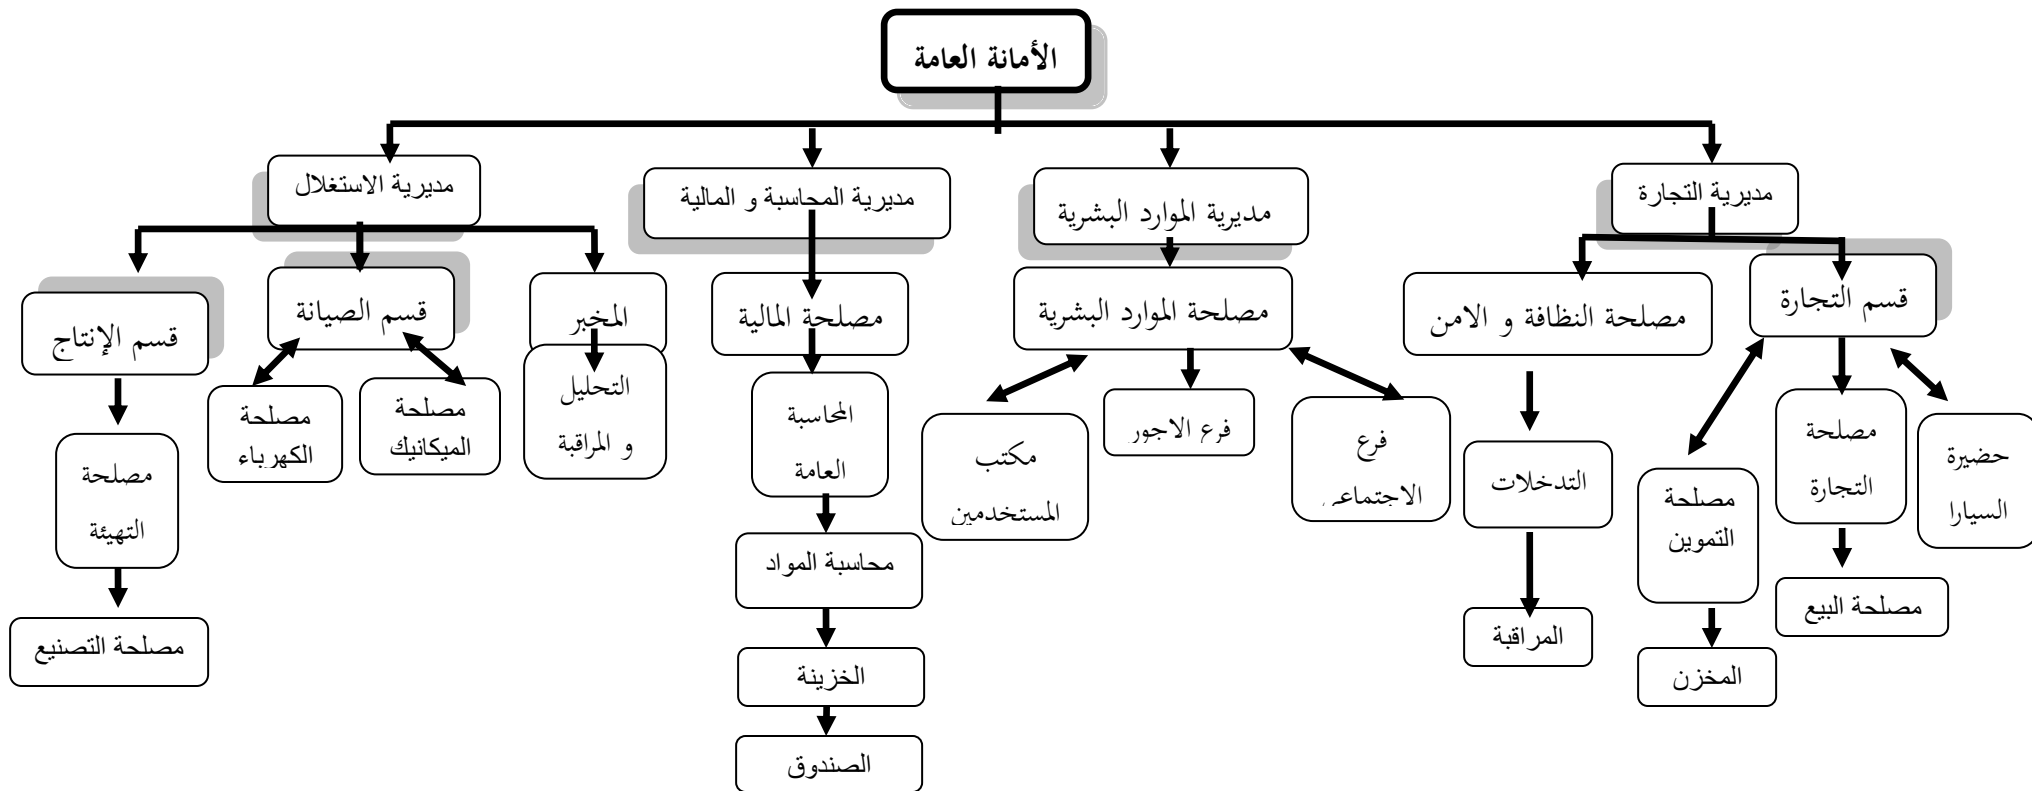 الأمانة العامة
مديرية التجارة
مديرية الموارد البشرية
مديرية المحاسبة و المالية
مديرية الاستغلال
قسم التجارة
مصلحة النظافة و الامن
مصلحة الموارد البشرية
مصلحة المالية
المخبر
قسم الصيانة
قسم الإنتاج
حضيرة
السيارا
مصلحة
التجارة
مصلحة
التموين
التدخلات
فرع
الاجتماعي
فرع الاجور
مكتب
المستخدمين
المحاسبة
العامة
التحليل
و المراقبة
مصلحة
الميكانيك
مصلحة
الكهرباء
مصلحة
التهيئة
مصلحة البيع
المخزن
المراقبة
محاسبة المواد
الخزينة
الصندوق
مصلحة التصنيع